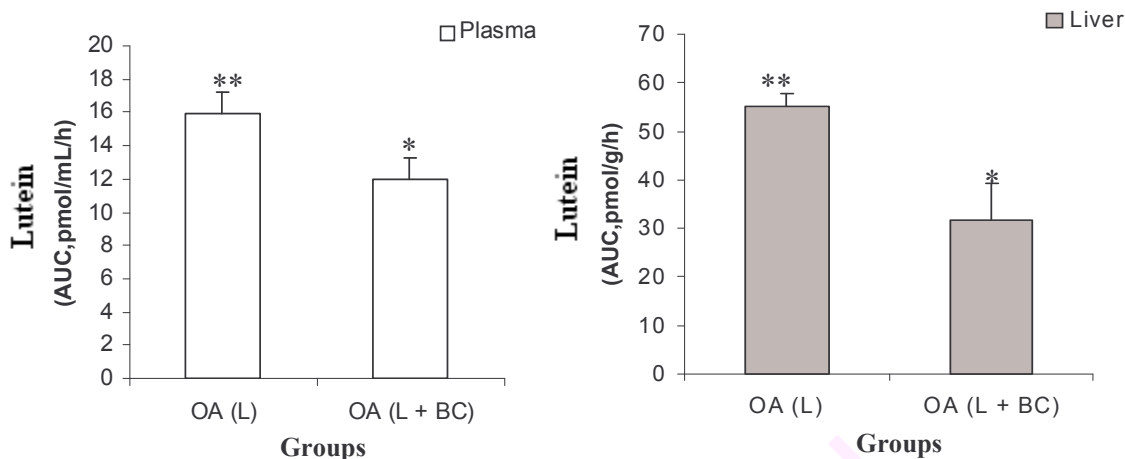 Plasma
20
18
16
14
12
10
8
6
4
2
0
**
*
Lutein
(AUC,pmol/mL/h)
OA (L) OA (L + BC)
Groups
Liver
70
60
50
40
30
20
10
0
**
*
Lutein
(AUC,pmol/g/h)
OA (L) OA (L + BC)
Groups